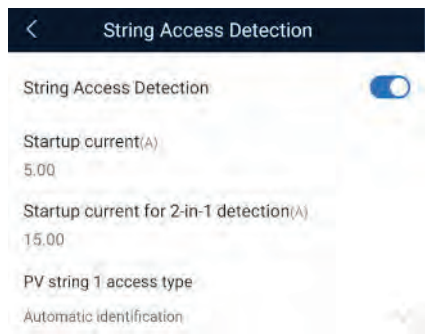 String Access Detection
String Access Detection
Startup current(A)
5.00
Startup current for 2-in-1 detection(A)
15.00
PV string 1 access type
Automatic identification